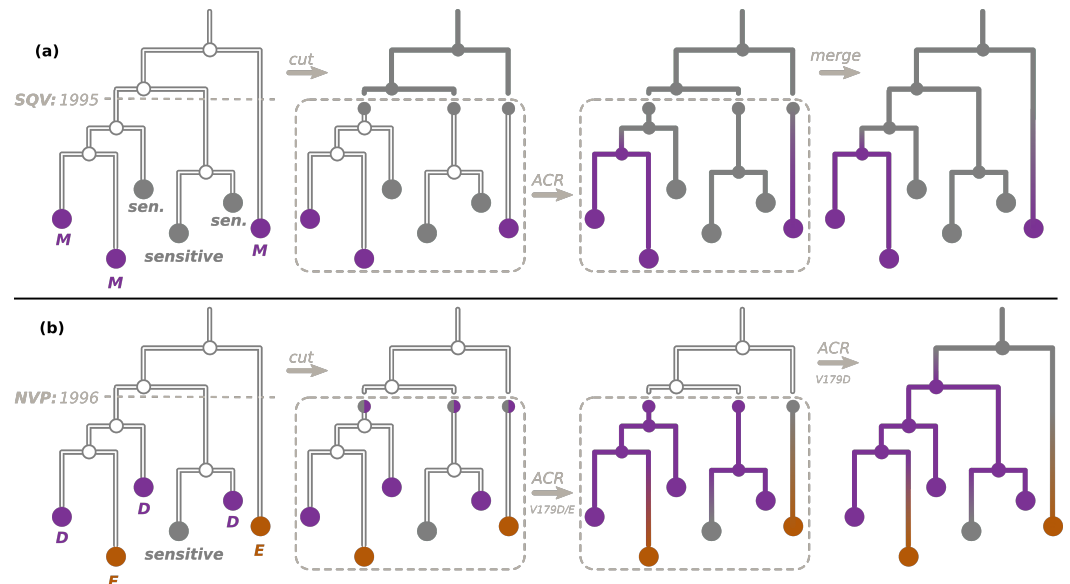 (a)
cut
merge
SQV: 1995
ACR
sen.
sen.
M
M
sensitive
M
(b)
cut
ACR
V179D
NVP: 1996
ACR
V179D/E
D
D
D
sensitive
E